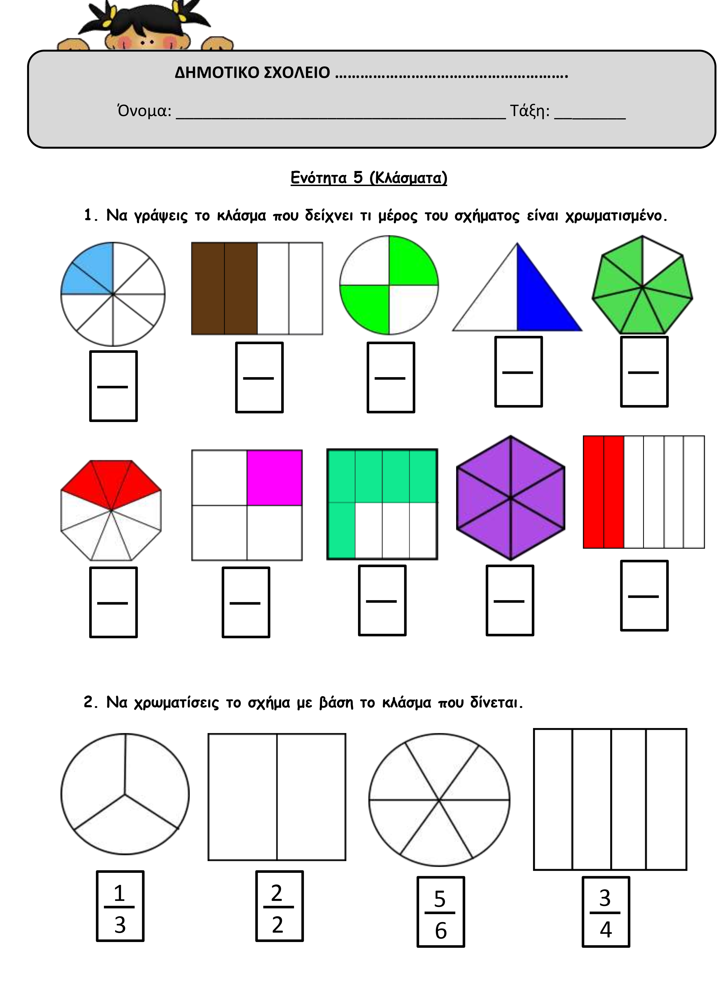 ΔΗΜΟΤΙΚΟ ΣΧΟΛΕΙΟ ……………………………………………….
Όνομα: _____________________________________ Τάξη: ________
Ενότητα 5 (Κλάσματα)
1. Να γράψεις το κλάσμα που δείχνει τι μέρος του σχήματος είναι χρωματισμένο.
2. Να χρωματίσεις το σχήμα με βάση το κλάσμα που δίνεται.
1 2 5 3
3 2 6 4